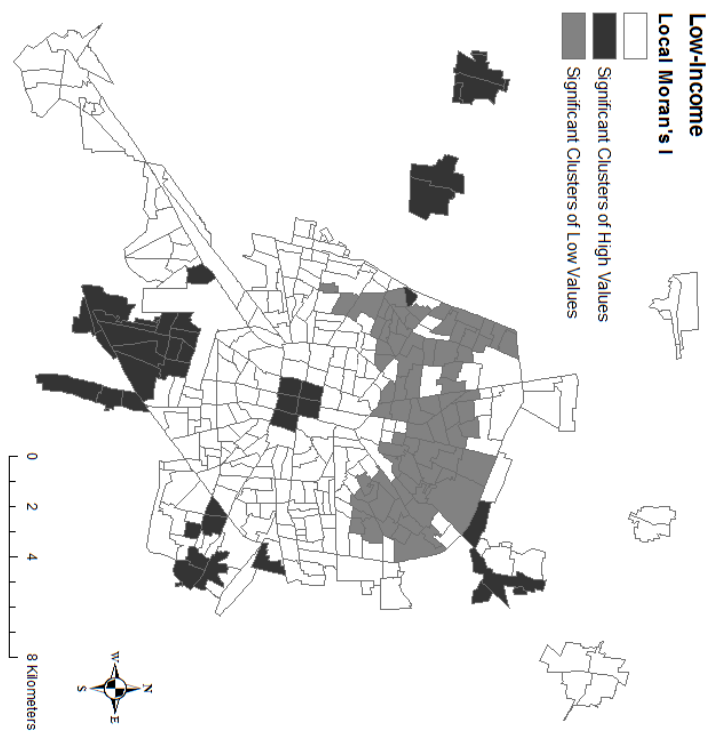 Low-Income
Local Moran's I
Significant Clusters of High Values
Significant Clusters of Low Values
0 2 4 8 Kilometers
N
W E
S